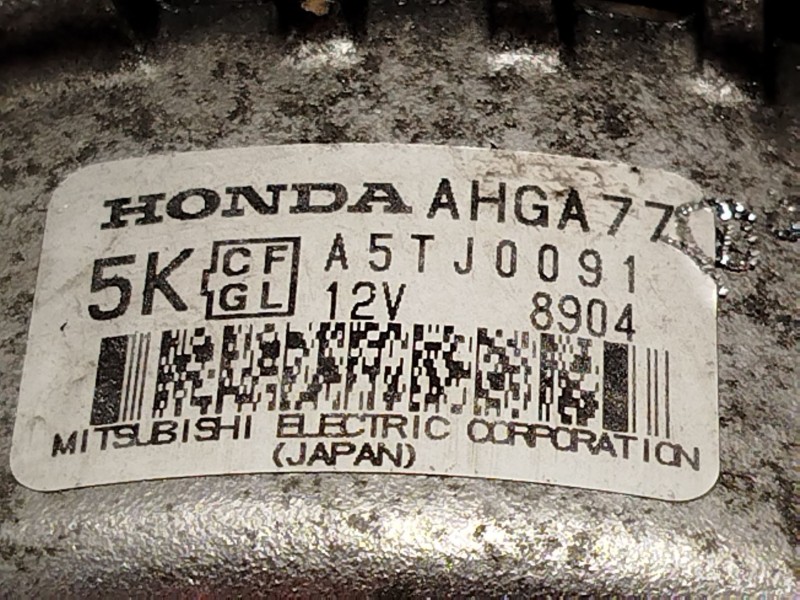 HONDA AHGA77
5K CF GL A5TJ0091
12V 8904
MITSUBISHI ELECTRIC CORPORATION
(JAPAN)